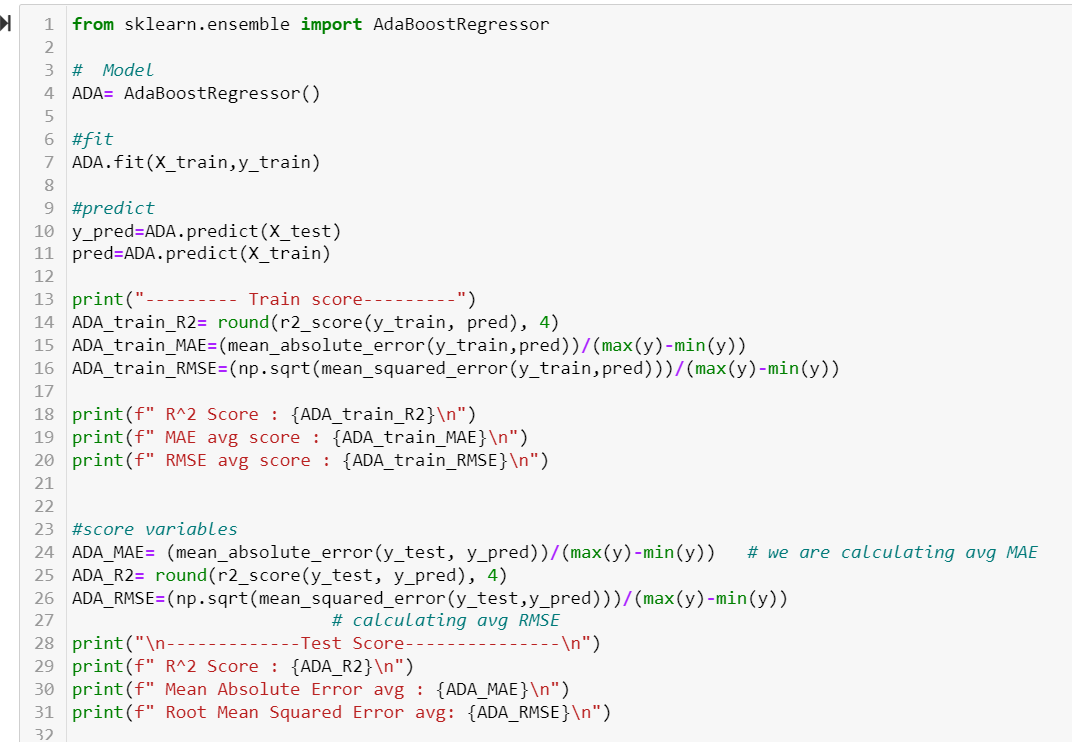 1 from sklearn.ensemble import AdaBoostRegressor
2
3 #  Model
4 ADA= AdaBoostRegressor()
5
6 #fit
7 ADA.fit(X_train,y_train)
8
9 #predict
10 y_pred=ADA.predict(X_test)
11 pred=ADA.predict(X_train)
12
13 print("--------- Train score---------")
14 ADA_train_R2= round(r2_score(y_train, pred), 4)
15 ADA_train_MAE=(mean_absolute_error(y_train,pred))/(max(y)-min(y))
16 ADA_train_RMSE=(np.sqrt(mean_squared_error(y_train,pred)))/(max(y)-min(y))
17
18 print(f" R^2 Score : {ADA_train_R2}\n")
19 print(f" MAE avg score : {ADA_train_MAE}\n")
20 print(f" RMSE avg score : {ADA_train_RMSE}\n")
21
22
23 #score variables
24 ADA_MAE= (mean_absolute_error(y_test, y_pred))/(max(y)-min(y))   # we are calculating avg MAE
25 ADA_R2= round(r2_score(y_test, y_pred), 4)
26 ADA_RMSE=(np.sqrt(mean_squared_error(y_test,y_pred)))/(max(y)-min(y))
27                          # calculating avg RMSE
28 print("\n-------------Test Score---------------\n")
29 print(f" R^2 Score : {ADA_R2}\n")
30 print(f" Mean Absolute Error avg : {ADA_MAE}\n")
31 print(f" Root Mean Squared Error avg: {ADA_RMSE}\n")
32